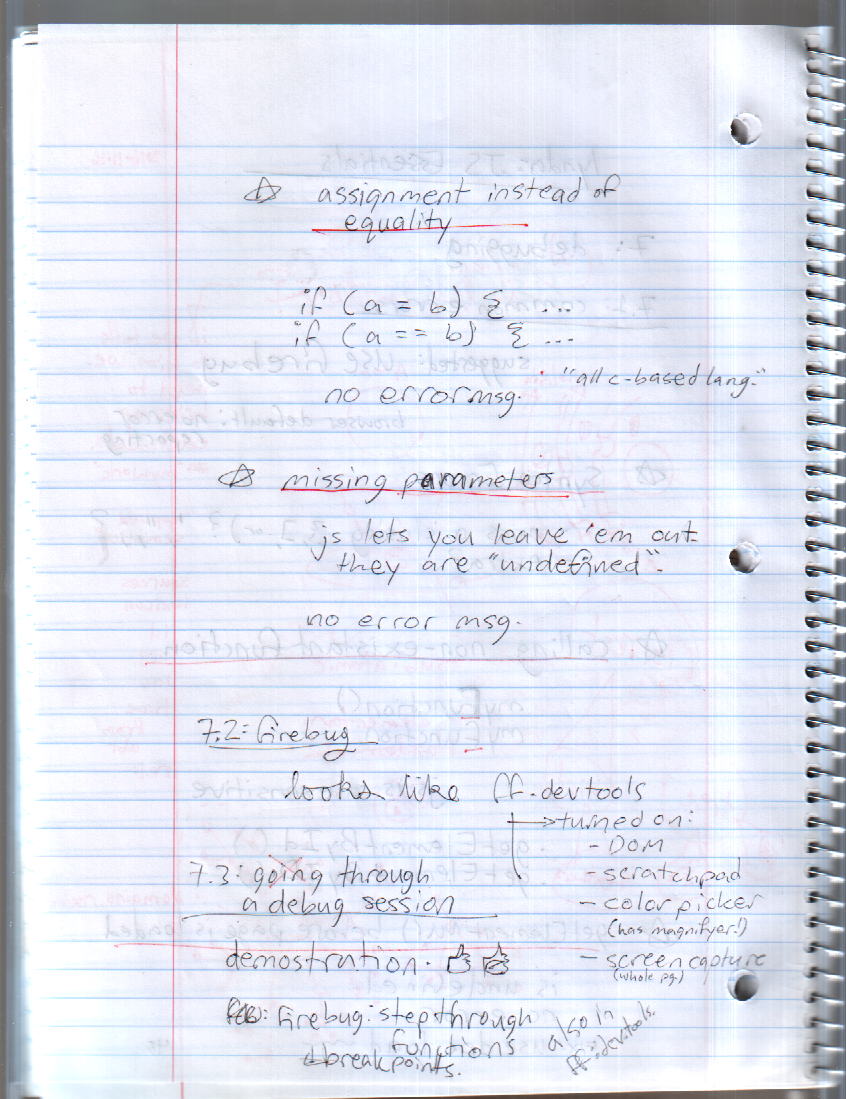 ☆ assignment instead of
equality
if (a = b) { ...
if (a == b) { ...
"all c-based lang."
no error msg.
☆ missing parameters
js lets you leave 'em out
they are "undefined".
no error msg.
7.2: firebug
looks like ff.devtools
→ turned on:
- DOM
- scratchpad
- color picker
(has magnifyer!)
- screen capture
(whole pg.)
7.3: going through
a debug session
demostration.
: firebug: step through
functions
+breakpoints.
also in
ff:devtools.